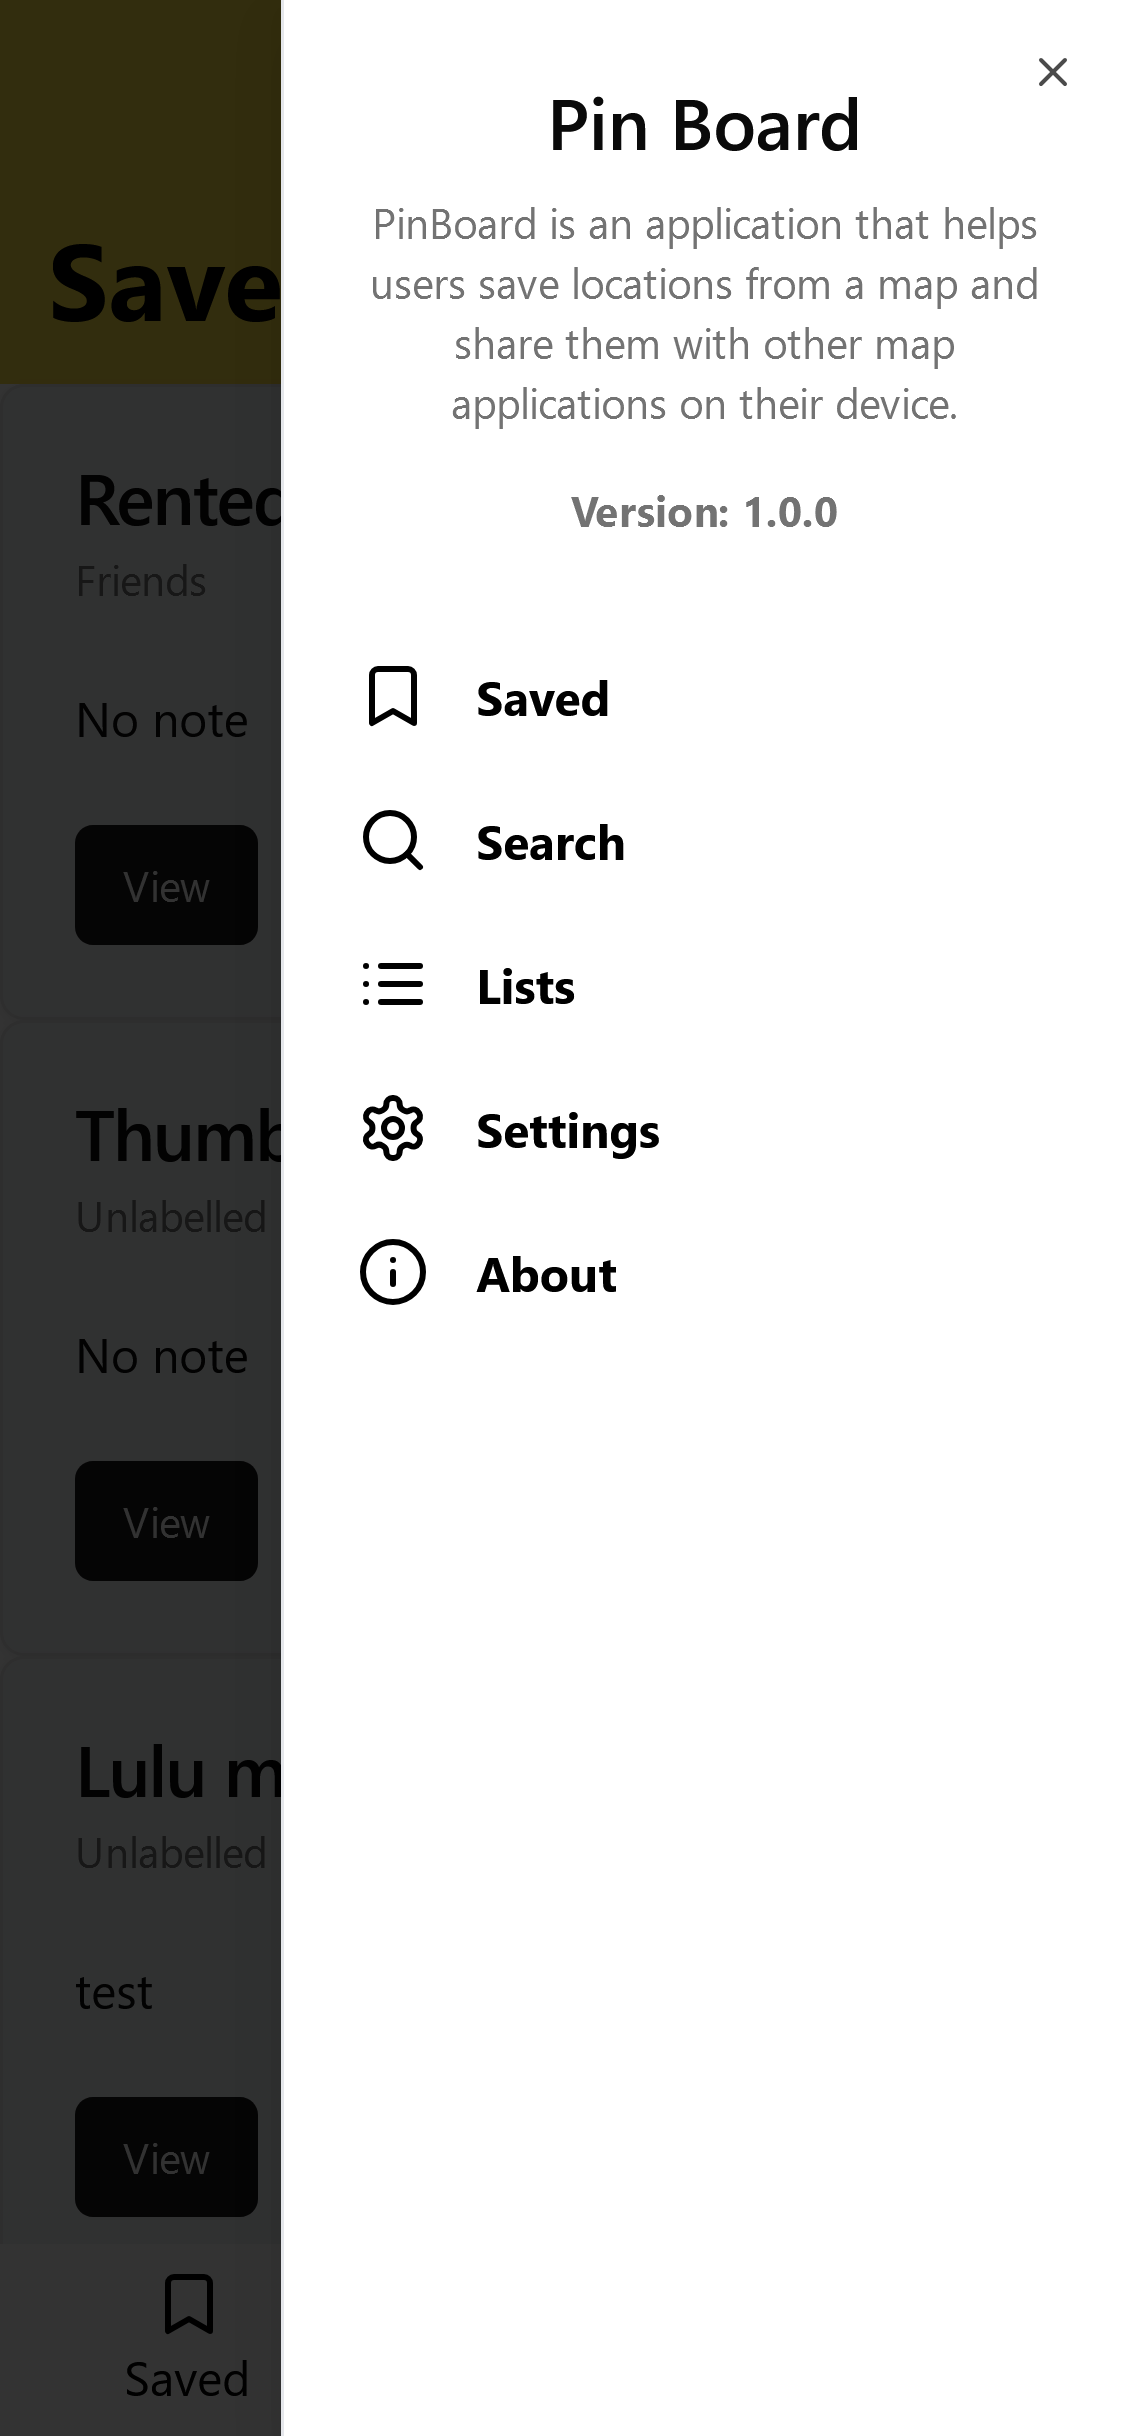 Pin Board
PinBoard is an application that helps
users save locations from a map and
share them with other map
applications on their device.
Version: 1.0.0
Saved
Search
Lists
Settings
About
Save
Rented
Friends
No note
View
Thumb
Unlabelled
No note
View
Lulu m
Unlabelled
test
View
Saved